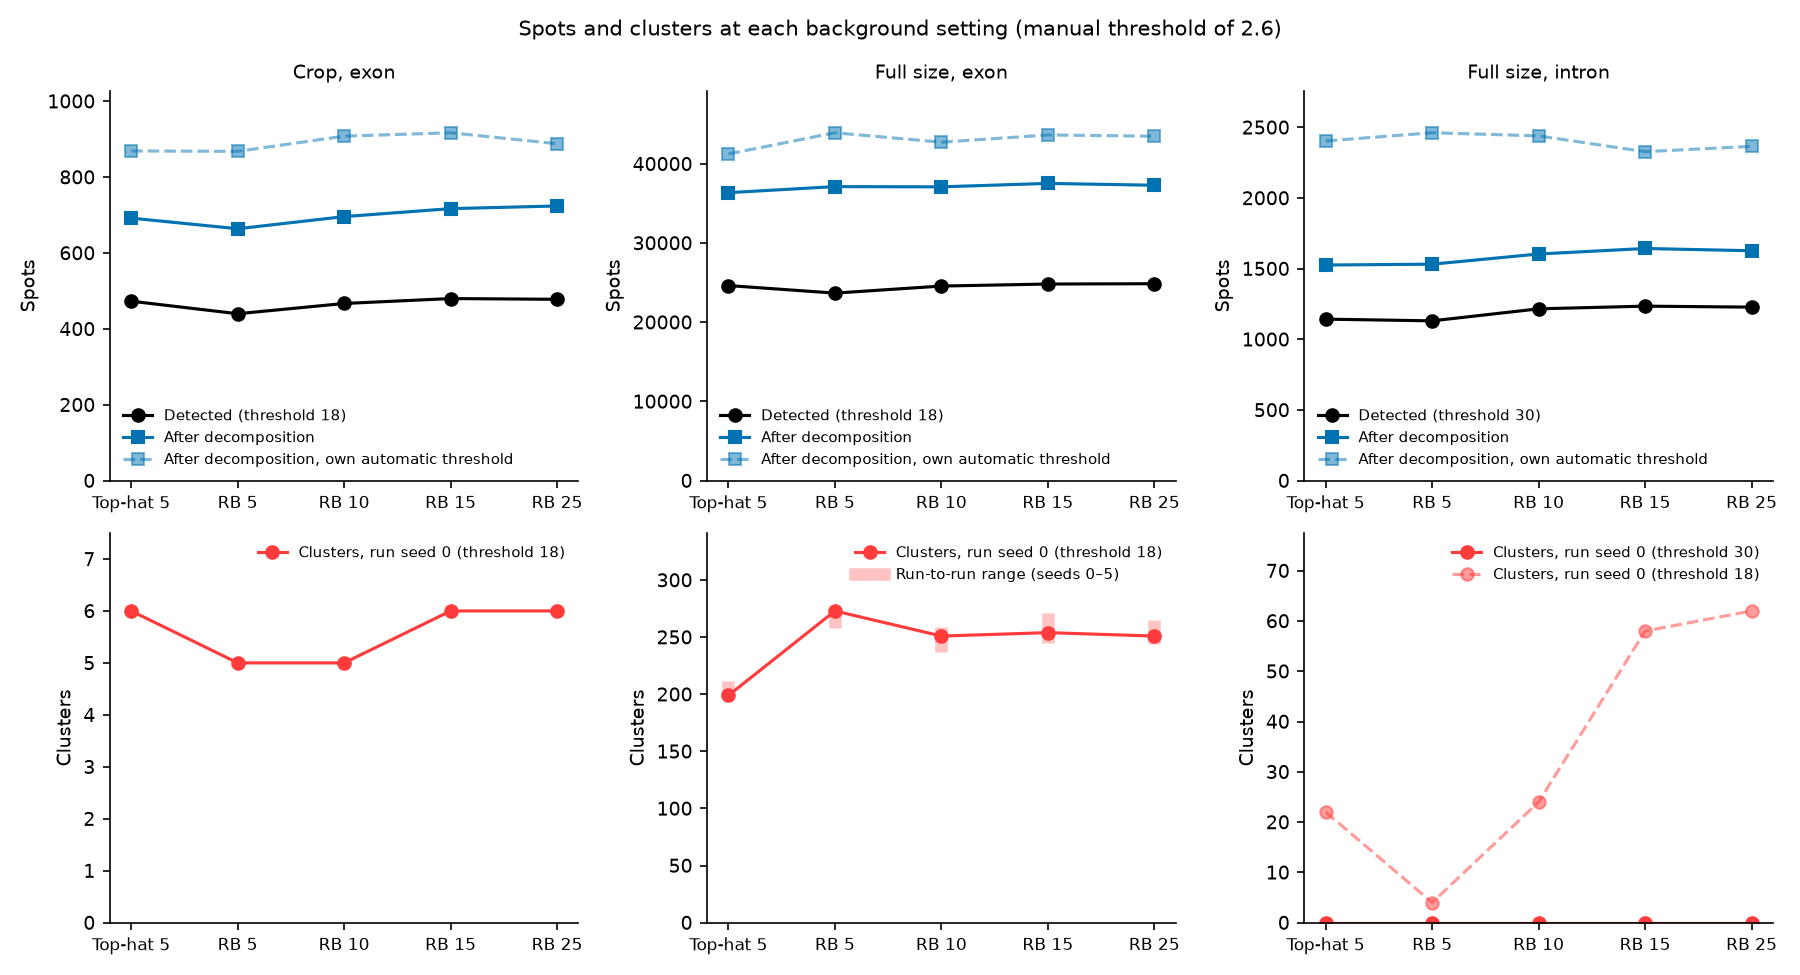 Spots and clusters at each background setting (manual threshold of 2.6)
Crop, exon
Spots
1000
800
600
400
200
0
Detected (threshold 18)
After decomposition
After decomposition, own automatic threshold
Top-hat 5
RB 5
RB 10
RB 15
RB 25
Full size, exon
Spots
40000
30000
20000
10000
0
Detected (threshold 18)
After decomposition
After decomposition, own automatic threshold
Top-hat 5
RB 5
RB 10
RB 15
RB 25
Full size, intron
Spots
2500
2000
1500
1000
500
0
Detected (threshold 30)
After decomposition
After decomposition, own automatic threshold
Top-hat 5
RB 5
RB 10
RB 15
RB 25
Clusters
7
6
5
4
3
2
1
0
Clusters, run seed 0 (threshold 18)
Top-hat 5
RB 5
RB 10
RB 15
RB 25
Clusters
300
250
200
150
100
50
0
Clusters, run seed 0 (threshold 18)
Run-to-run range (seeds 0–5)
Top-hat 5
RB 5
RB 10
RB 15
RB 25
Clusters
70
60
50
40
30
20
10
0
Clusters, run seed 0 (threshold 30)
Clusters, run seed 0 (threshold 18)
Top-hat 5
RB 5
RB 10
RB 15
RB 25